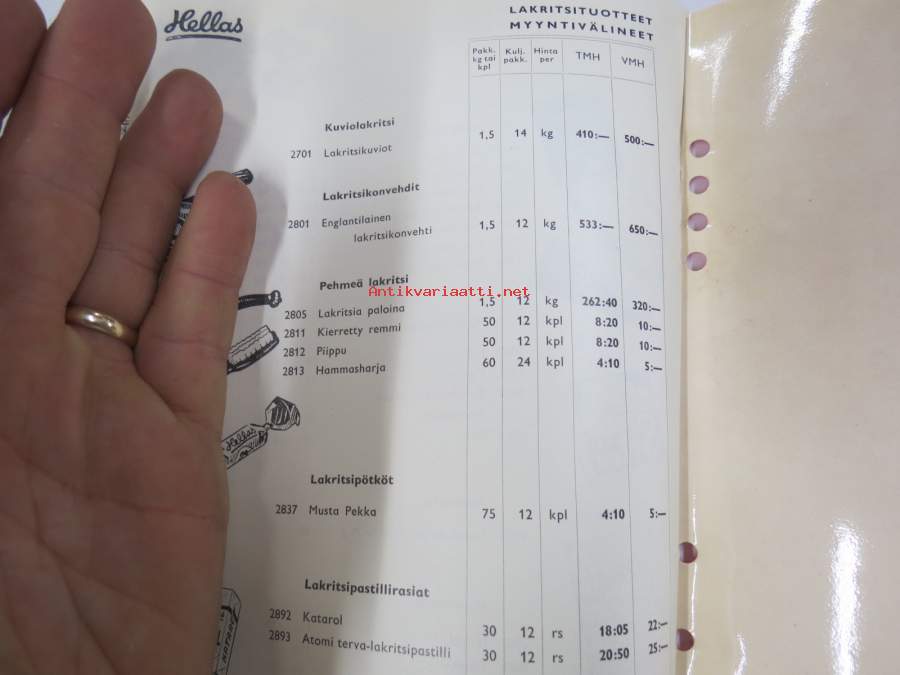 Hellas
LAKRITSITUOTTEET
MYYNTIVÄLINEET
Pakk. kg tai kpl Kulj. pakk. Hinta per TMH VMH
Kuviolakritsi
2701 Lakritsikuviot 1,5 14 kg 410:— 500:—
Lakritsikonvehdit
2801 Englantilainen
lakritsikonvehti 1,5 12 kg 533:— 650:—
Pehmeä lakritsi
Antikvariaatti.net
2805 Lakritsia paloina 1,5 12 kg 262:40 320:—
2811 Kierretty remmi 50 12 kpl 8:20 10:—
2812 Piippu 50 12 kpl 8:20 10:—
2813 Hammasharja 60 24 kpl 4:10 5:—
Hellas
Lakritsipötköt
2837 Musta Pekka 75 12 kpl 4:10 5:—
Lakritsipastillirasiat
2892 Katarol 30 12 rs 18:05 22:—
2893 Atomi terva-lakritsipastilli 30 12 rs 20:50 25:—